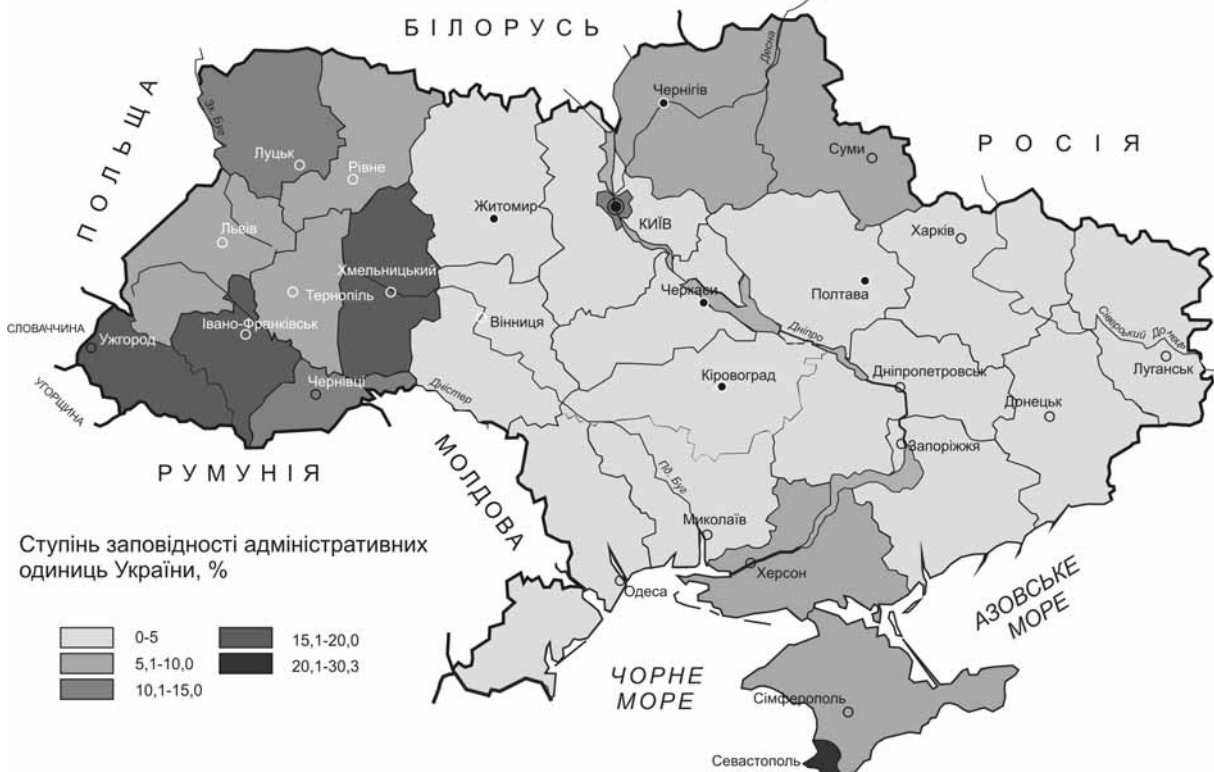 БІЛОРУСЬ
ПОЛЬЩА
РОСІЯ
Десна
Чернігів
Зх. Буг
Суми
Луцьк
Рівне
Житомир
КИЇВ
Львів
Харків
Хмельницький
Тернопіль
Черкаси
Полтава
СЛОВАЧЧИНА
Івано-Франківськ
Вінниця
Дніпро
Сіверський До нець
Ужгород
Луганськ
Чернівці
Дністер
Кіровоград
Дніпропетровськ
Донецьк
УГОРЩИНА
РУМУНІЯ
МОЛДОВА
Пд. Буг
Запоріжжя
Миколаїв
Херсон
Одеса
АЗОВСЬКЕ
МОРЕ
ЧОРНЕ
МОРЕ
Сімферополь
Севастополь
Ступінь заповідності адміністративних
одиниць України, %
0-5
5,1-10,0
10,1-15,0
15,1-20,0
20,1-30,3